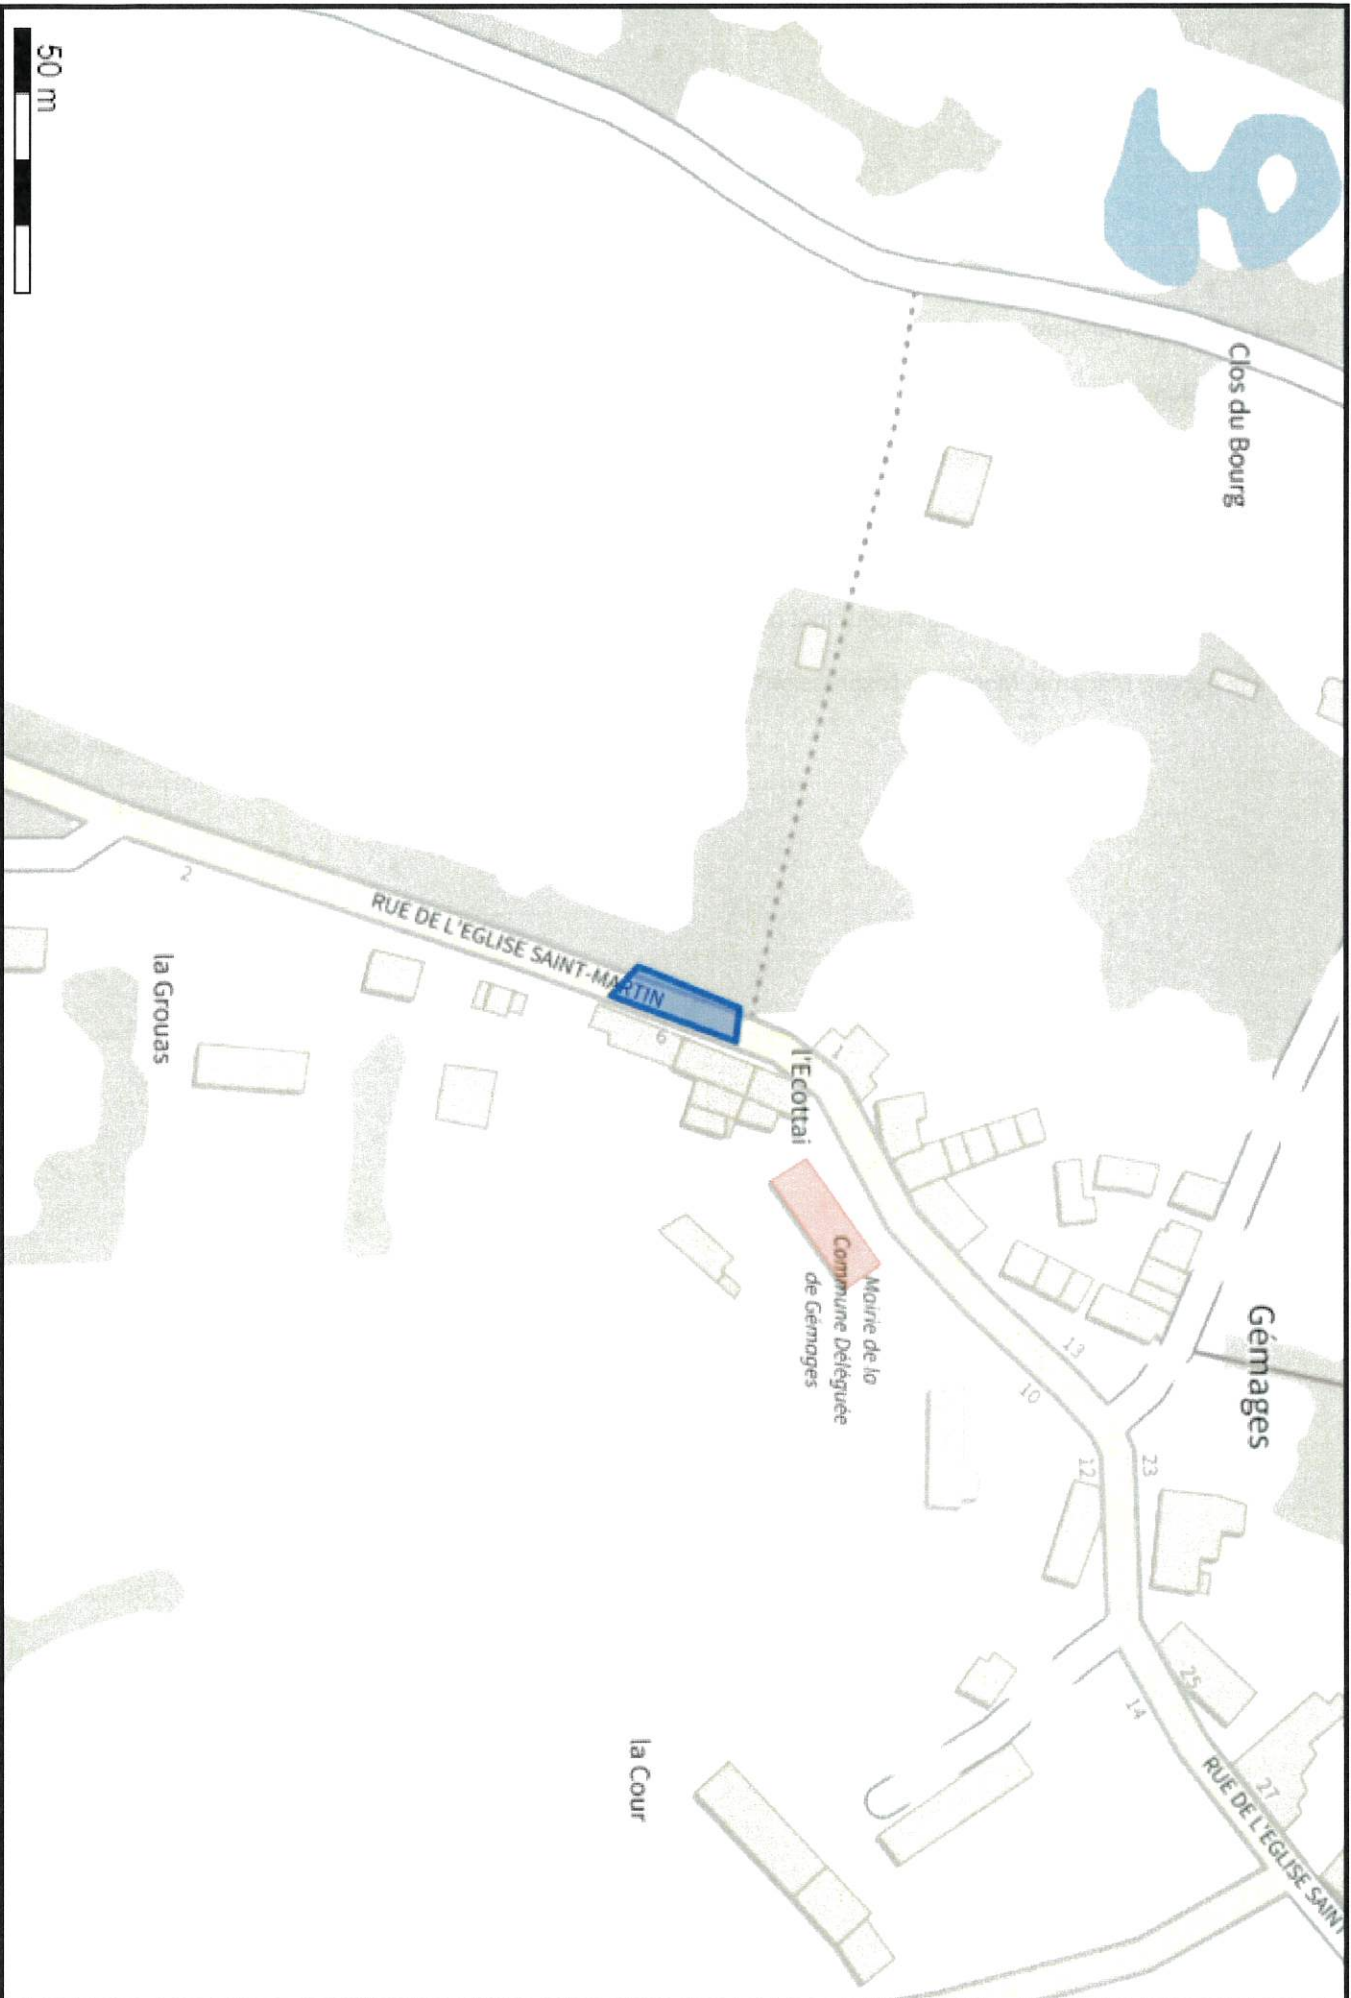 Gémages
Clos du Bourg
23
25
27
RUE DE L'EGLISE SAINT
13
12
14
10
Mairie de la
Commune Déléguée
de Gémages
1
l'Ecottai
6
RUE DE L'EGLISE SAINT-MARTIN
la Cour
2
la Grouas
50 m